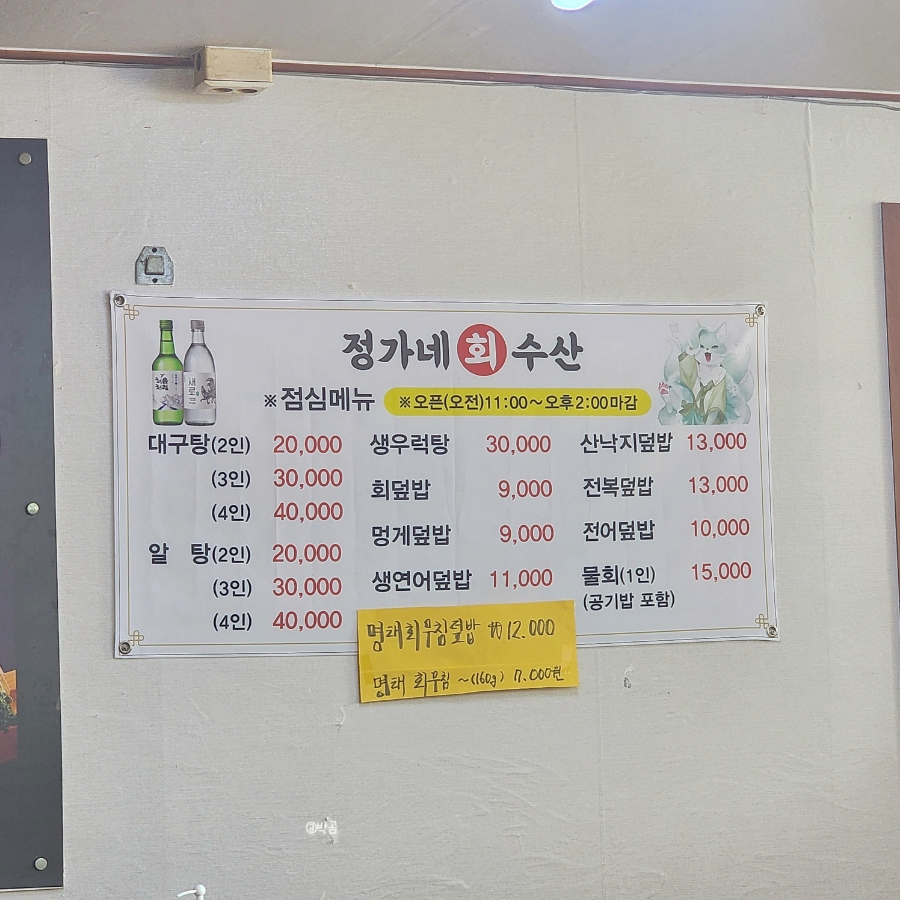 정가네 회 수산
※점심메뉴 ※오픈(오전)11:00~오후2:00마감
새로
대구탕(2인) 20,000
(3인) 30,000
(4인) 40,000
알 탕(2인) 20,000
(3인) 30,000
(4인) 40,000
생우럭탕 30,000
회덮밥 9,000
멍게덮밥 9,000
생연어덮밥 11,000
산낙지덮밥 13,000
전복덮밥 13,000
전어덮밥 10,000
물회(1인) 15,000
(공기밥 포함)
명태회무침덮밥 ₩12.000
명태 회무침 ~(160g) 7.000원
@박곰